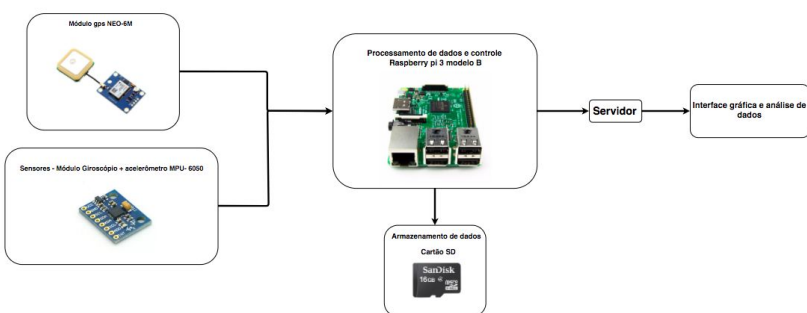 Módulo gps NEO-6M
Processamento de dados e controle
Raspberry pi 3 modelo B
Sensores - Módulo Giroscópio + acelerômetro MPU- 6050
Servidor
Interface gráfica e análise de
dados
Armazenamento de dados
Cartão SD
SanDisk
16GB